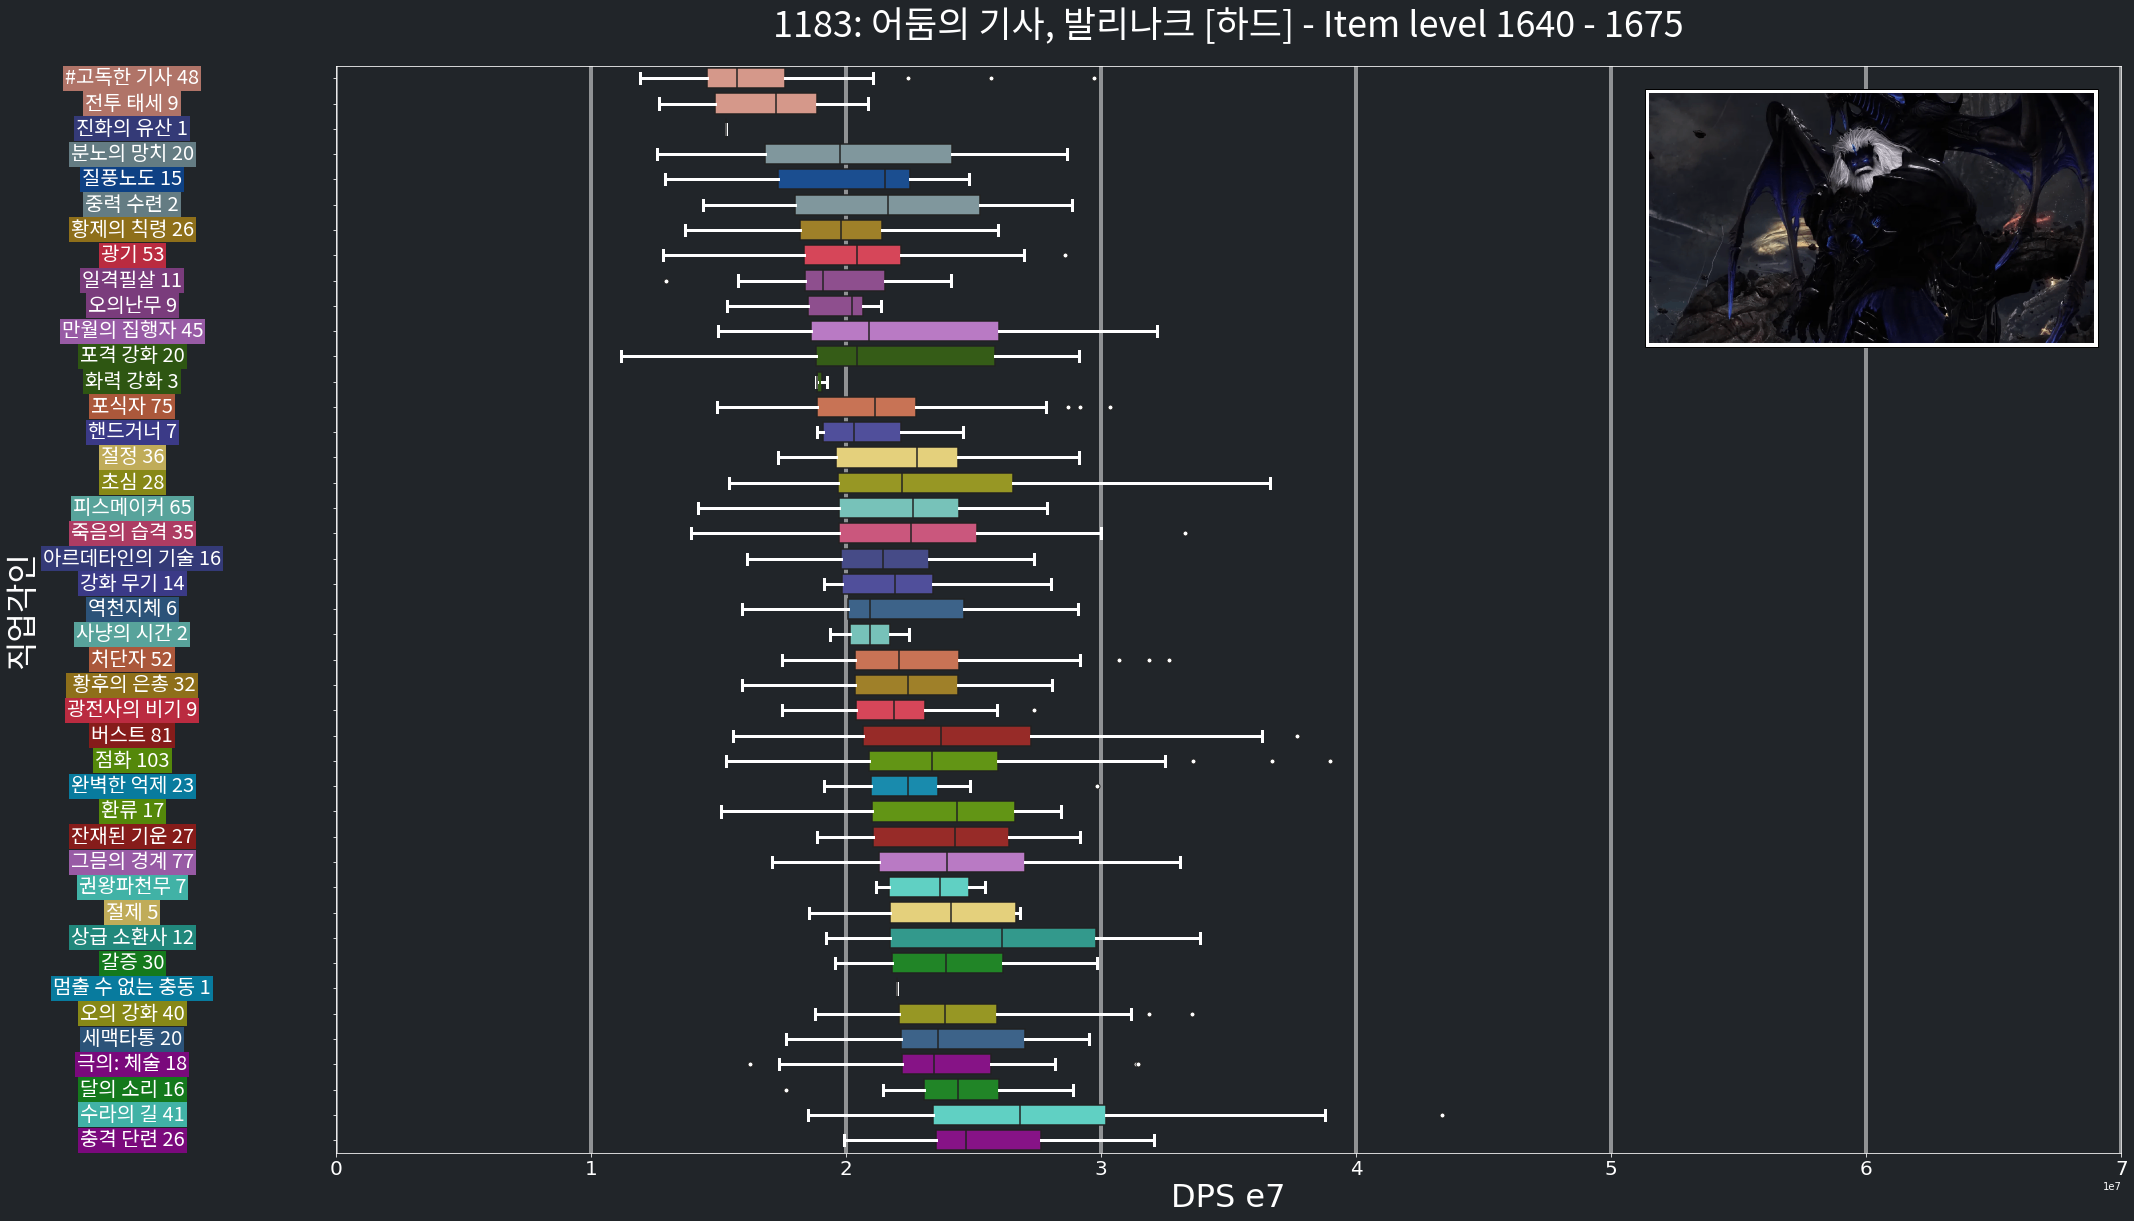 1183: 어둠의 기사, 발리나크 [하드] - Item level 1640 - 1675
#고독한 기사 48
전투 태세 9
진화의 유산 1
분노의 망치 20
질풍노도 15
중력 수련 2
황제의 칙령 26
광기 53
일격필살 11
오의난무 9
만월의 집행자 45
포격 강화 20
화력 강화 3
포식자 75
핸드거너 7
절정 36
초심 28
피스메이커 65
죽음의 습격 35
아르데타인의 기술 16
강화 무기 14
역천지체 6
사냥의 시간 2
처단자 52
황후의 은총 32
광전사의 비기 9
버스트 81
점화 103
완벽한 억제 23
환류 17
잔재된 기운 27
그믐의 경계 77
권왕파천무 7
절제 5
상급 소환사 12
갈증 30
멈출 수 없는 충동 1
오의 강화 40
세맥타통 20
극의: 체술 18
달의 소리 16
수라의 길 41
충격 단련 26
직업각인
0 1 2 3 4 5 6 7
1e7
DPS e7